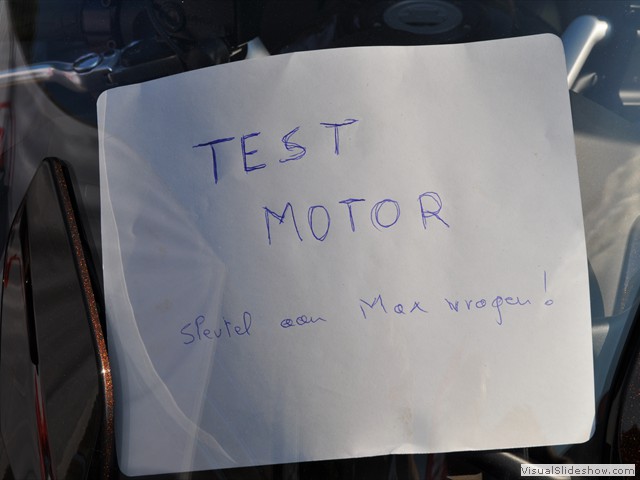 TEST
MOTOR
Sleutel aan Max vragen!
VisualSlideshow.com